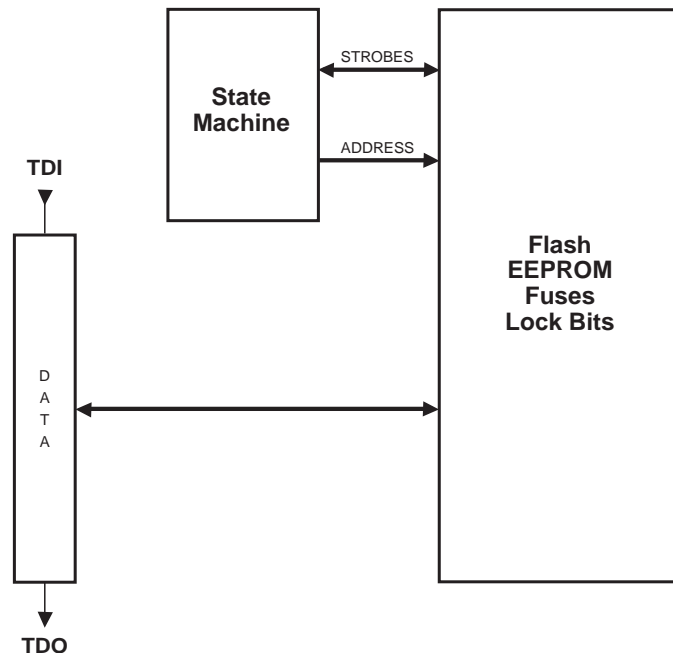 STROBES
State
Machine
ADDRESS
TDI
Flash
EEPROM
Fuses
Lock Bits
D
A
T
A
TDO